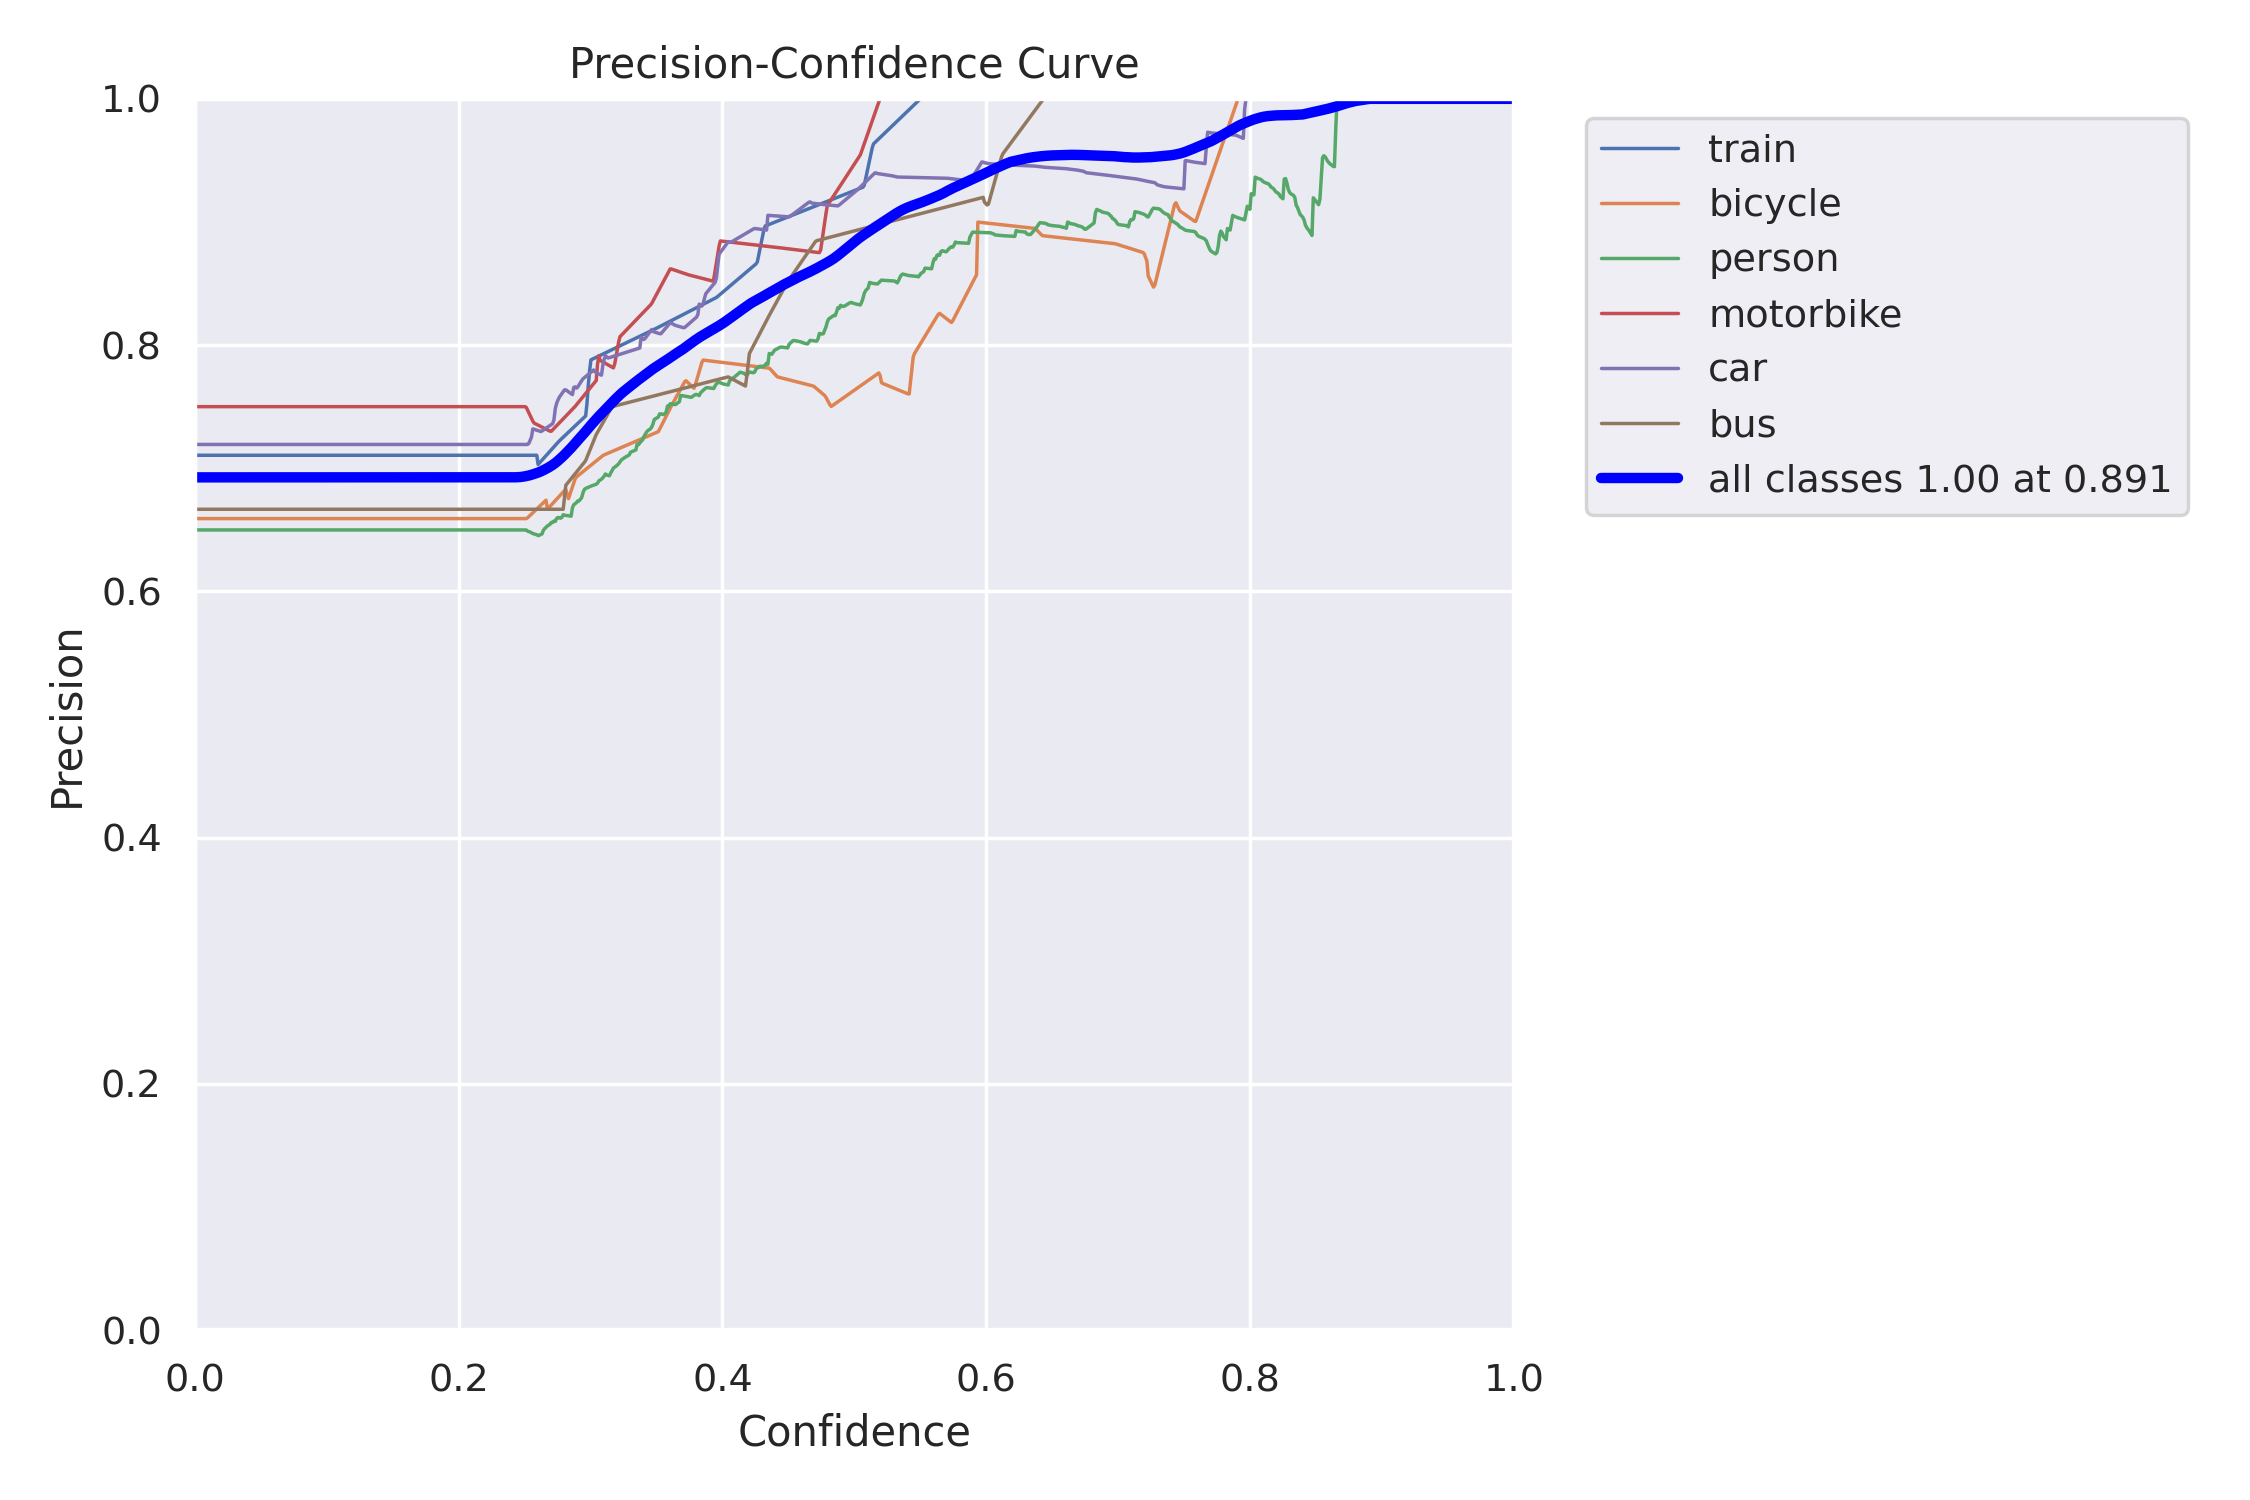 Precision-Confidence Curve
1.0
0.8
0.6
0.4
0.2
0.0
Precision
0.0 0.2 0.4 0.6 0.8 1.0
Confidence
train
bicycle
person
motorbike
car
bus
all classes 1.00 at 0.891